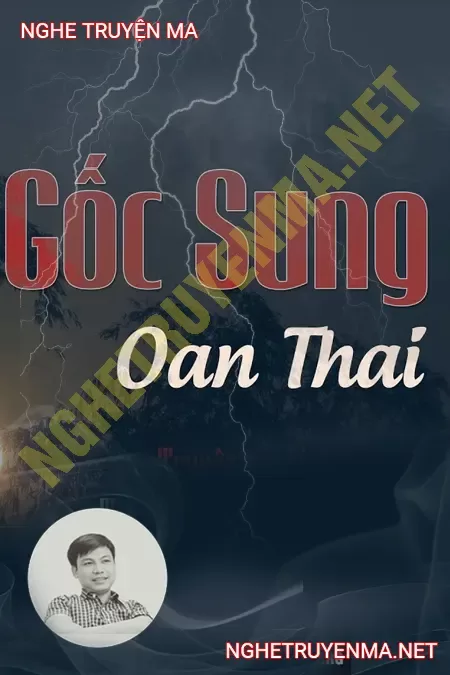 NGHE TRUYỆN MA
Gốc Sung
Oan Thai
NGHETRUYENMA.NET
NGHETRUYENMA.NET